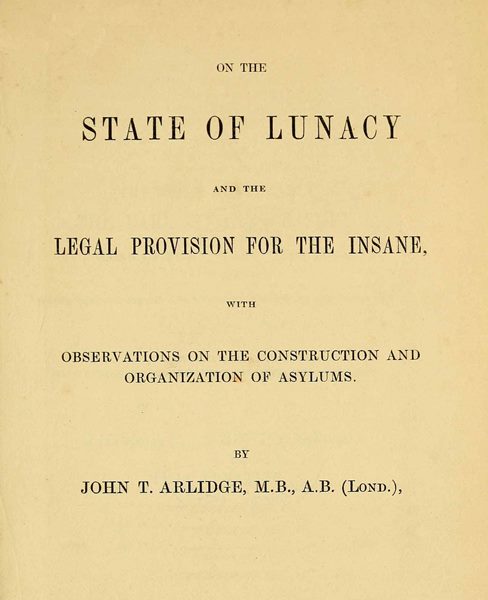 ON THE
STATE OF LUNACY
AND THE
LEGAL PROVISION FOR THE INSANE,
WITH
OBSERVATIONS ON THE CONSTRUCTION AND
ORGANIZATION OF ASYLUMS.
BY
JOHN T. ARLIDGE, M.B., A.B. (LOND.),